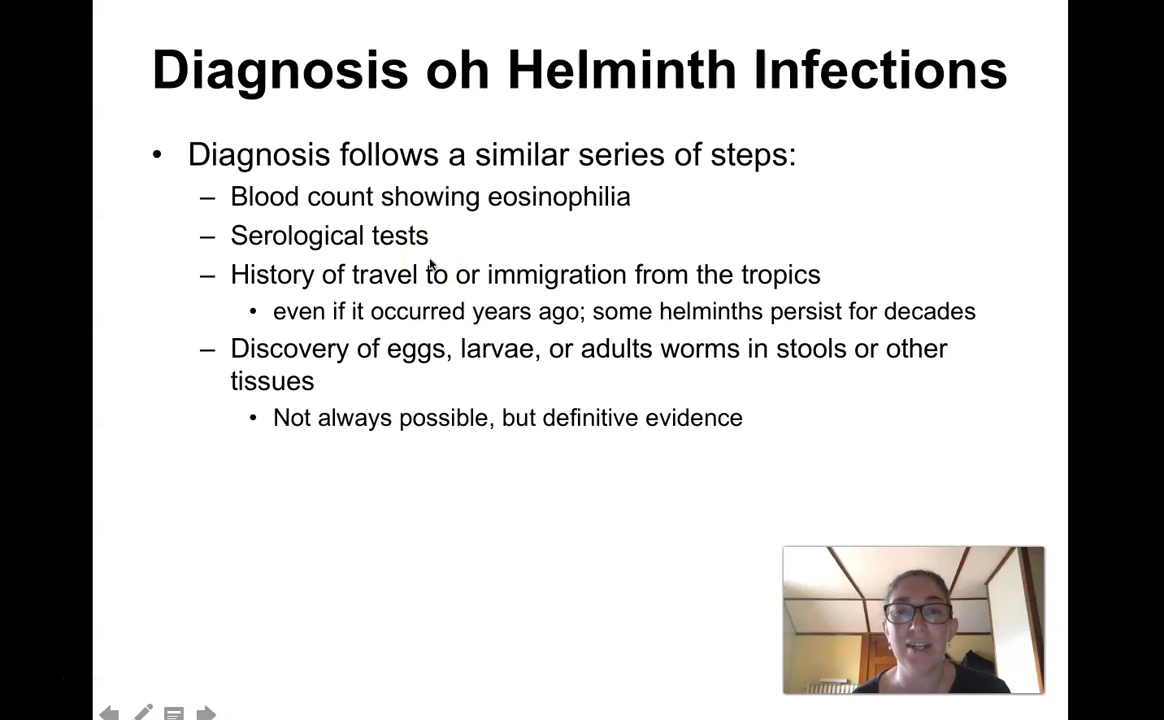 Diagnosis oh Helminth Infections
• Diagnosis follows a similar series of steps:
– Blood count showing eosinophilia
– Serological tests
– History of travel to or immigration from the tropics
• even if it occurred years ago; some helminths persist for decades
– Discovery of eggs, larvae, or adults worms in stools or other
tissues
• Not always possible, but definitive evidence